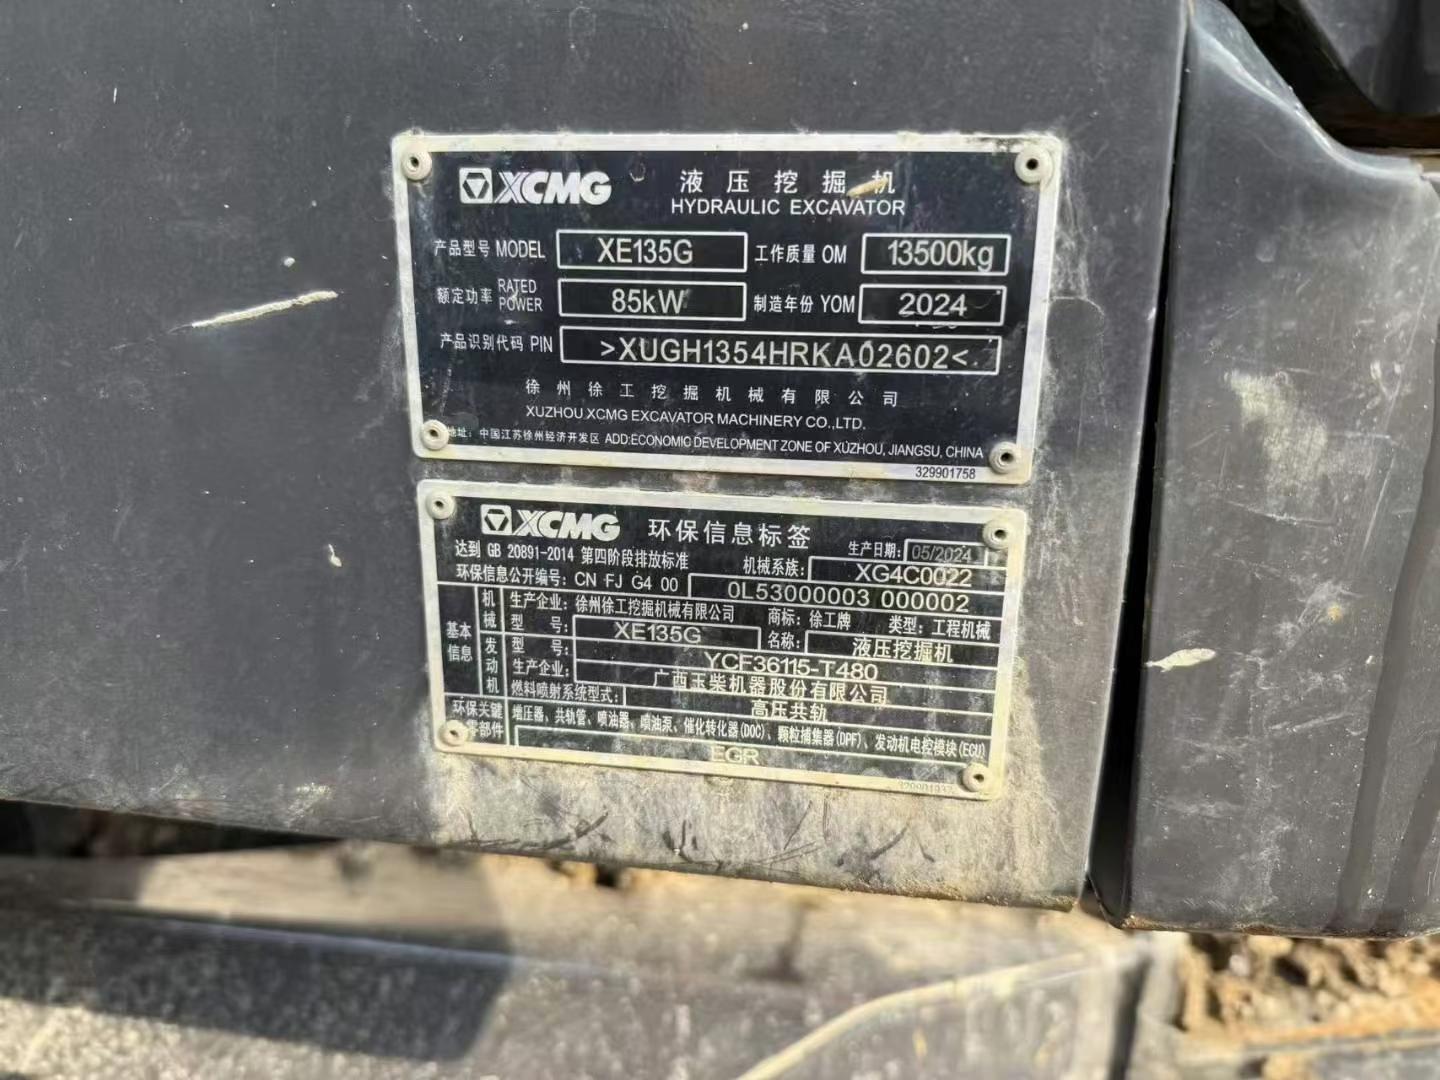 XCMG 液压挖掘机
HYDRAULIC EXCAVATOR
产品型号 MODEL XE135G 工作质量 OM 13500kg
额定功率 RATED POWER 85kW 制造年份 YOM 2024
产品识别代码 PIN >XUGH1354HRKA02602<
徐州徐工挖掘机械有限公司
XUZHOU XCMG EXCAVATOR MACHINERY CO.,LTD.
地址：中国江苏徐州经济开发区 ADD:ECONOMIC DEVELOPMENT ZONE OF XUZHOU, JIANGSU, CHINA
329901758
XCMG 环保信息标签
达到 GB 20891-2014 第四阶段排放标准 生产日期: 05/2024
机械系族: XG4C0022
环保信息公开编号: CN FJ G4 00 0L53000003 000002
基本信息 机械 生产企业: 徐州徐工挖掘机械有限公司 商标: 徐工牌 类型: 工程机械
型 号: XE135G 名称: 液压挖掘机
发动机 型 号: YCF36115-T480
生产企业: 广西玉柴机器股份有限公司
燃料喷射系统型式: 高压共轨
环保关键零部件 增压器、共轨管、喷油器、喷油泵、催化转化器(DOC)、颗粒捕集器(DPF)、发动机电控模块(ECU)
EGR